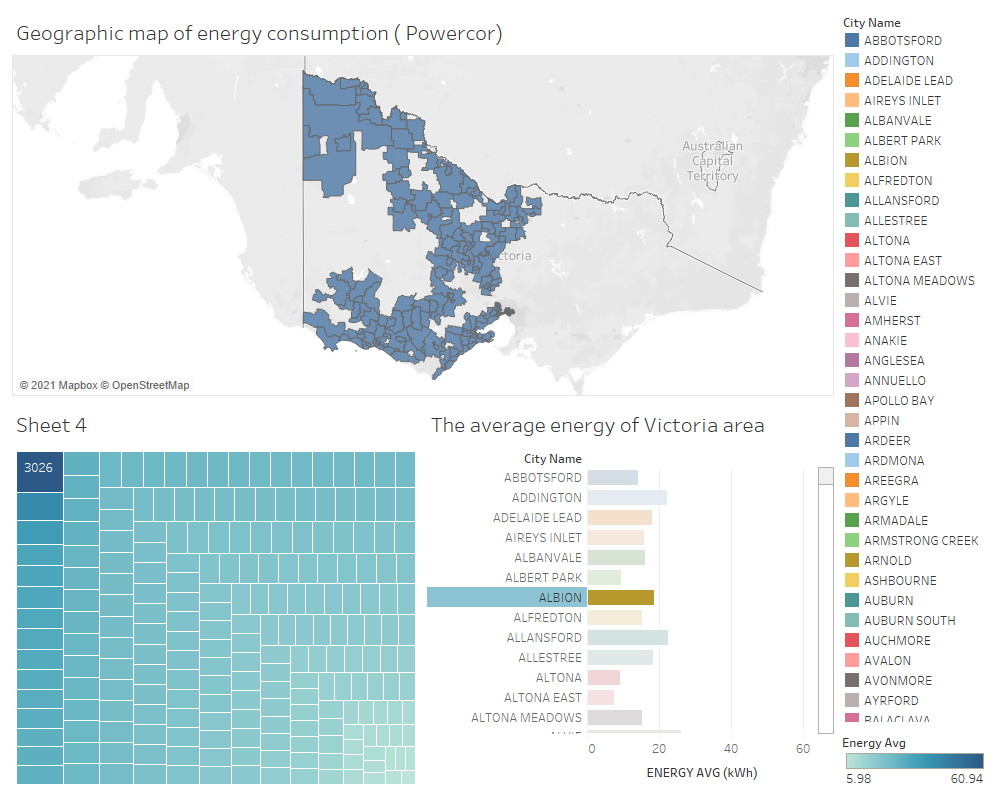 Geographic map of energy consumption ( Powercor)
Australian
Capital
Territory
ctoria
© 2021 Mapbox © OpenStreetMap
Sheet 4
3026
The average energy of Victoria area
City Name
ABBOTSFORD
ADDINGTON
ADELAIDE LEAD
AIREYS INLET
ALBANVALE
ALBERT PARK
ALBION
ALFREDTON
ALLANSFORD
ALLESTREE
ALTONA
ALTONA EAST
ALTONA MEADOWS
ALVIE
0 20 40 60
ENERGY AVG (kWh)
City Name
ABBOTSFORD
ADDINGTON
ADELAIDE LEAD
AIREYS INLET
ALBANVALE
ALBERT PARK
ALBION
ALFREDTON
ALLANSFORD
ALLESTREE
ALTONA
ALTONA EAST
ALTONA MEADOWS
ALVIE
AMHERST
ANAKIE
ANGLESEA
ANNUELLO
APOLLO BAY
APPIN
ARDEER
ARDMONA
AREEGRA
ARGYLE
ARMADALE
ARMSTRONG CREEK
ARNOLD
ASHBOURNE
AUBURN
AUBURN SOUTH
AUCHMORE
AVALON
AVONMORE
AYRFORD
BALACLAVA
Energy Avg
5.98 60.94